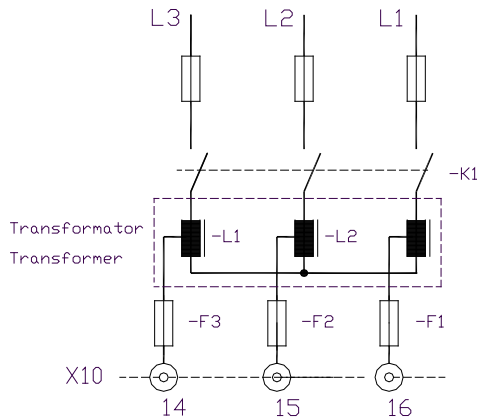 L3 L2 L1
-K1
Transformator -L1 -L2
Transformer
-F3 -F2 -F1
X10
14 15 16